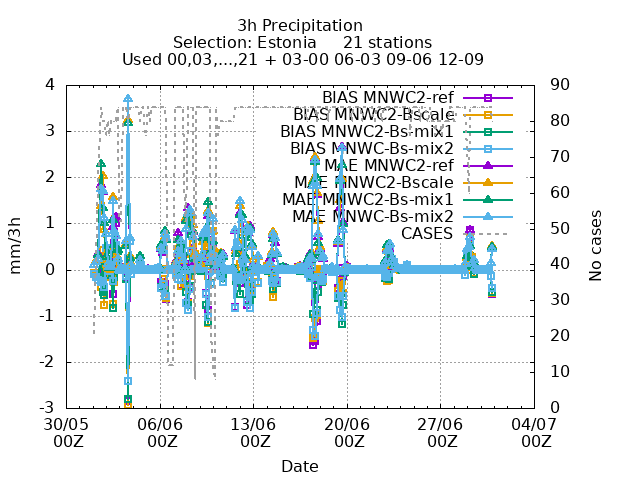 3h Precipitation
Selection: Estonia 21 stations
Used 00,03,...,21 + 03-00 06-03 09-06 12-09
4
3
2
1
0
-1
-2
-3
mm/3h
90
80
70
60
50
40
30
20
10
0
No cases
BIAS MNWC2-ref
BIAS MNWC2-Bscale
BIAS MNWC2-Bs-mix1
BIAS MNWC-Bs-mix2
MAE MNWC2-ref
MAE MNWC2-Bscale
MAE MNWC2-Bs-mix1
MAE MNWC-Bs-mix2
CASES
30/05 06/06 13/06 20/06 27/06 04/07
00Z 00Z 00Z 00Z 00Z 00Z
Date